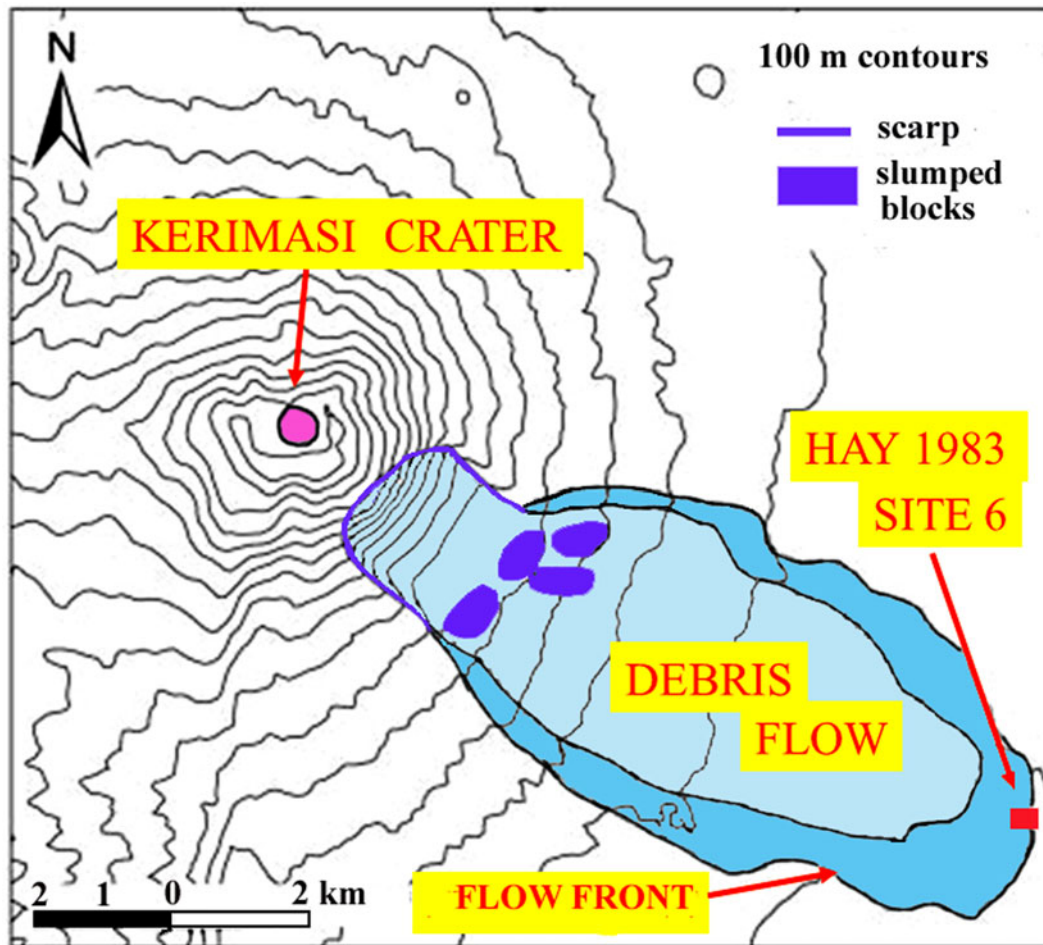 N
100 m contours
scarp
slumped
blocks
KERIMASI CRATER
HAY 1983
SITE 6
DEBRIS
FLOW
FLOW FRONT
2 1 0 2 km